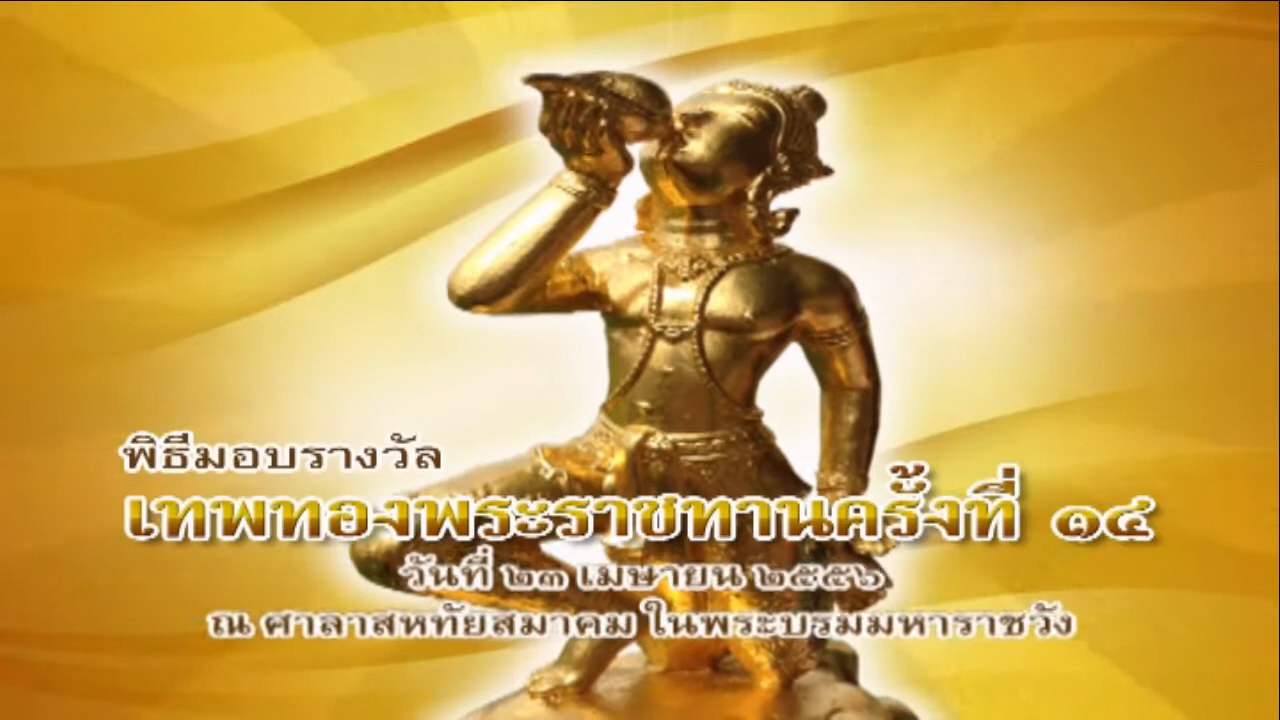 พิธีมอบรางวัล
เทพทองพระราชทานครั้งที่ ๑๔
วันที่ ๒๓ เมษายน ๒๕๕๖
ณ ศาลาสหทัยสมาคม ในพระบรมมหาราชวัง